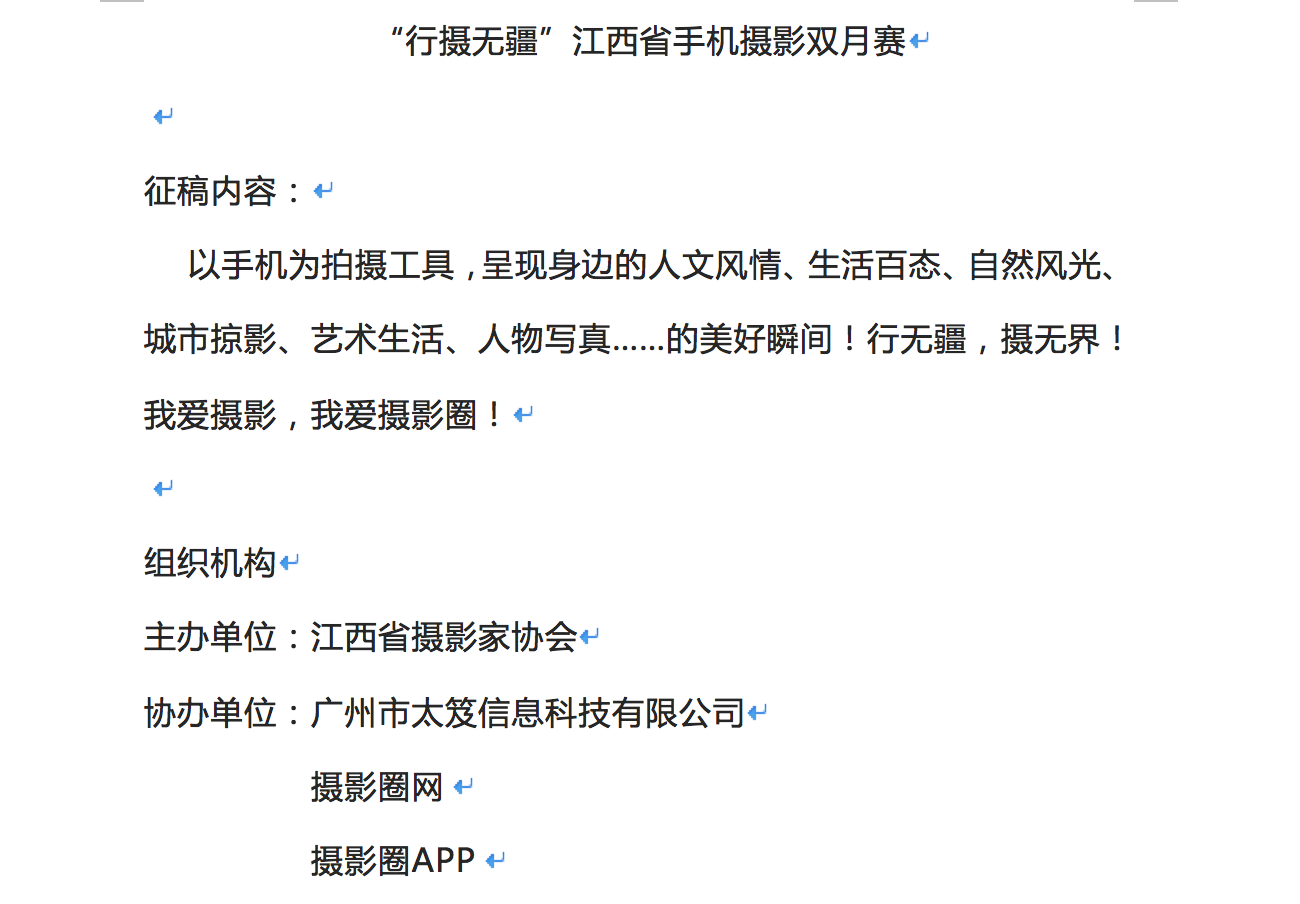 “行摄无疆”江西省手机摄影双月赛
征稿内容：
以手机为拍摄工具，呈现身边的人文风情、生活百态、自然风光、
城市掠影、艺术生活、人物写真……的美好瞬间！行无疆，摄无界！
我爱摄影，我爱摄影圈！
组织机构
主办单位：江西省摄影家协会
协办单位：广州市太笈信息科技有限公司
摄影圈网
摄影圈APP